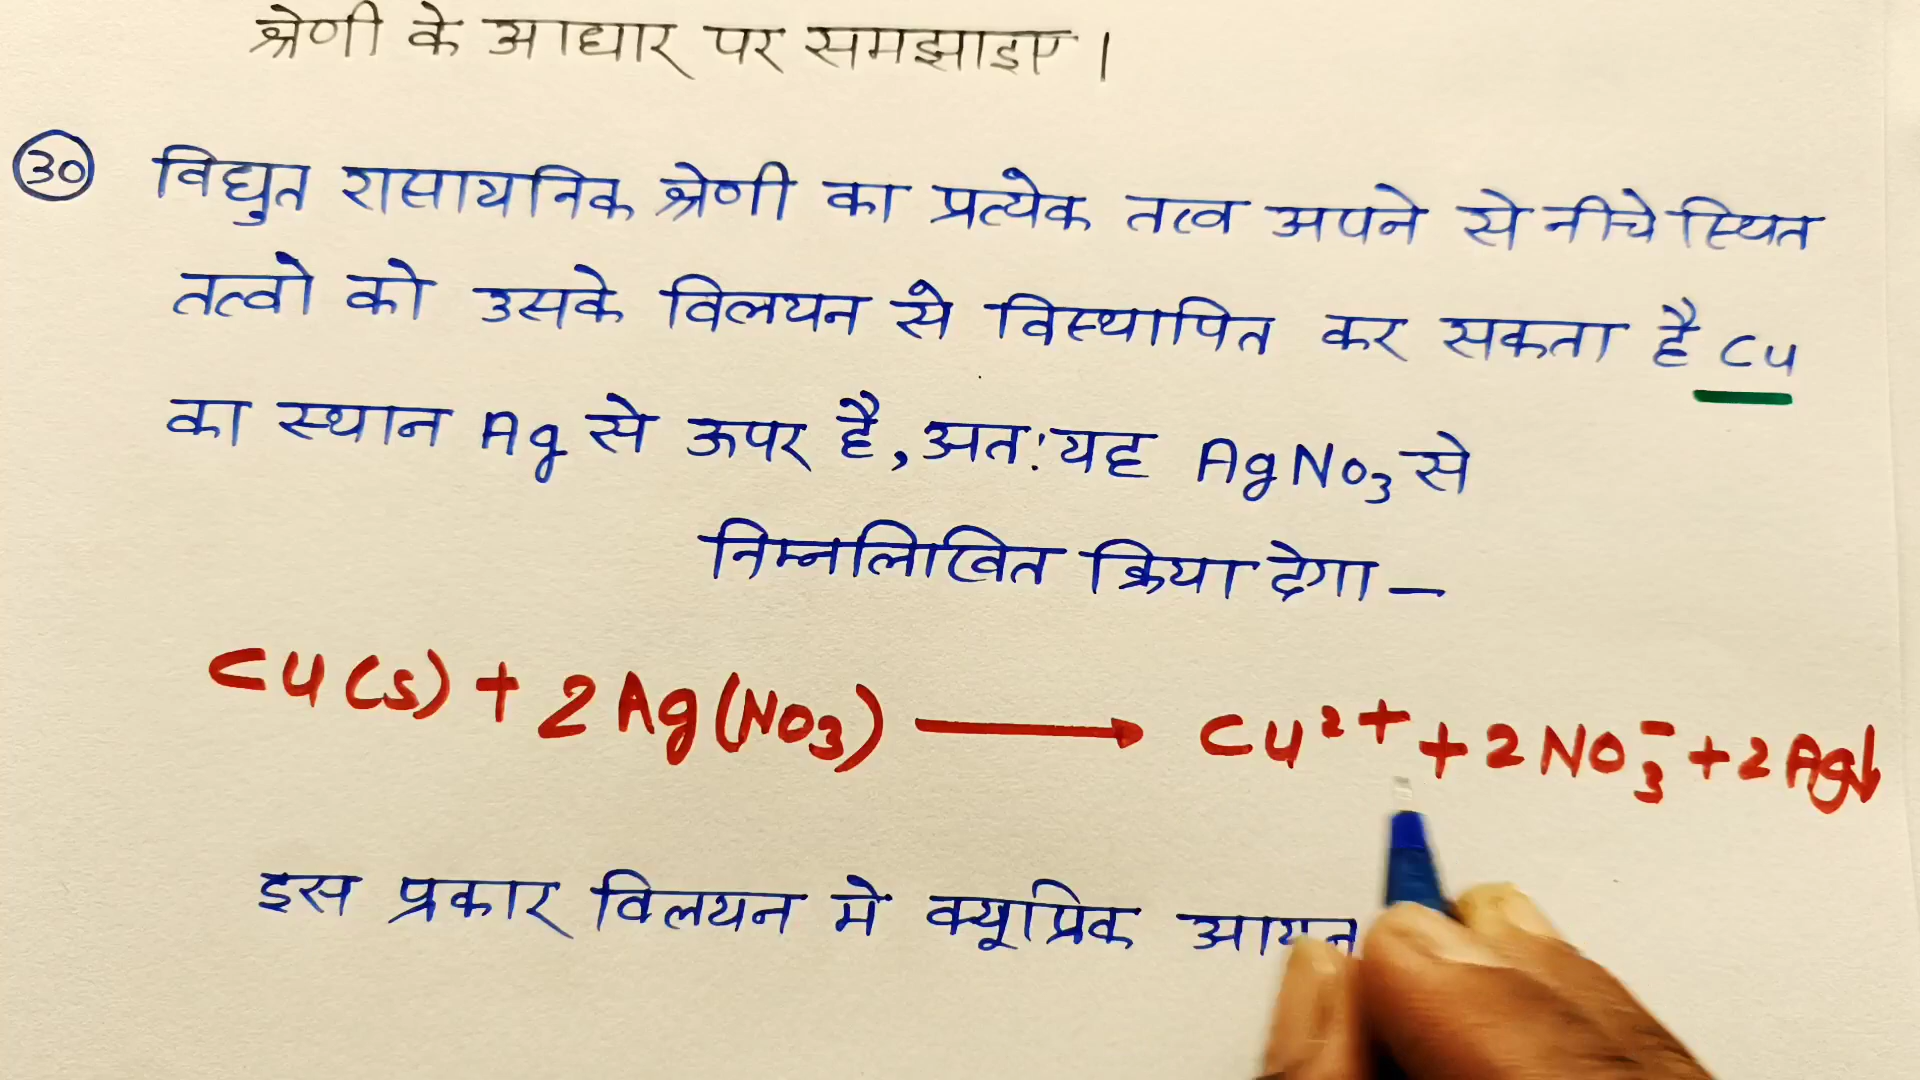 श्रेणी के आधार पर समझाइए ।
30 विद्युत रासायनिक श्रेणी का प्रत्येक तत्व अपने से नीचे स्थित
तत्वो को उसके विलयन से विस्थापित कर सकता है Cu
का स्थान Ag से ऊपर है, अत: यह AgNO₃ से
निम्नलिखित क्रिया देगा –
Cu(s) + 2Ag(NO₃) ⟶ Cu²⁺ + 2NO₃⁻ + 2Ag↓
इस प्रकार विलयन मे क्यूप्रिक आयन